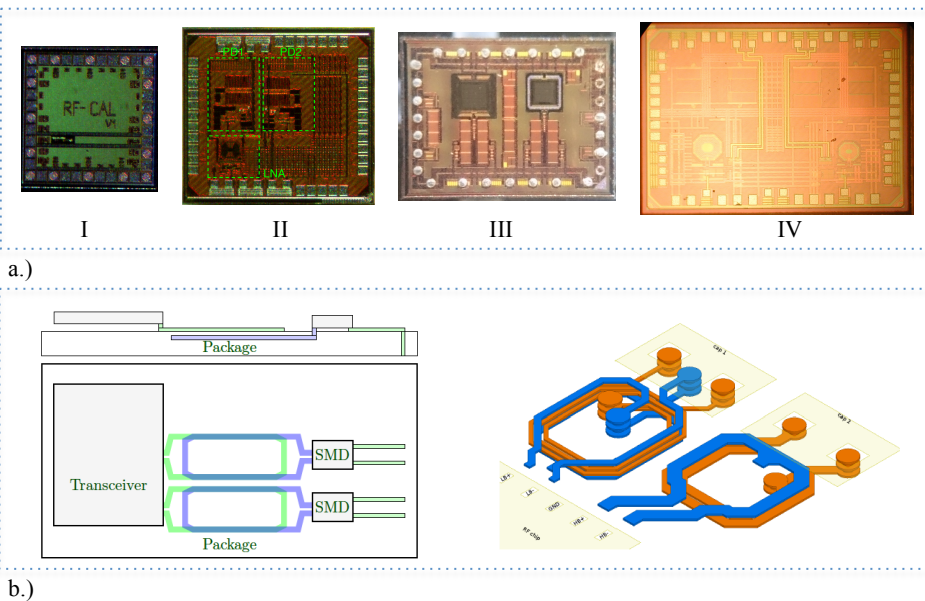 RF-CAL
V1
PD1 PD2
LNA
I II III IV
a.)
Package
Transceiver
SMD
SMD
Package
cap 1
cap 2
LB+
LB-
GND
HB+
HB-
RF chip
b.)